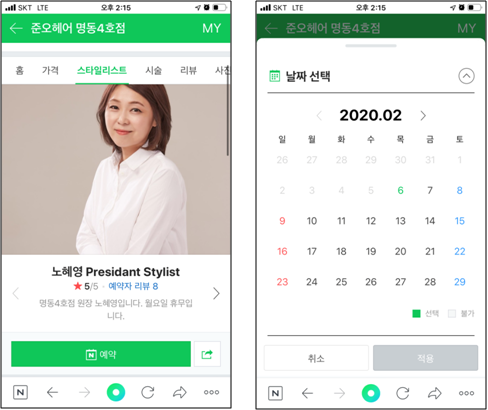 SKT LTE 오후 2:15
준오헤어 명동4호점 MY
홈 가격 스타일리스트 시술 리뷰 사진
노혜영 Presidant Stylist
★ 5/5 · 예약자 리뷰 8
명동4호점 원장 노혜영입니다. 월요일 휴무입
니다.
N 예약
N
SKT LTE 오후 2:15
준오헤어 명동4호점 MY
날짜 선택
2020.02
일 월 화 수 목 금 토
26 27 28 29 30 31 1
2 3 4 5 6 7 8
9 10 11 12 13 14 15
16 17 18 19 20 21 22
23 24 25 26 27 28 29
선택 불가
취소 적용
N